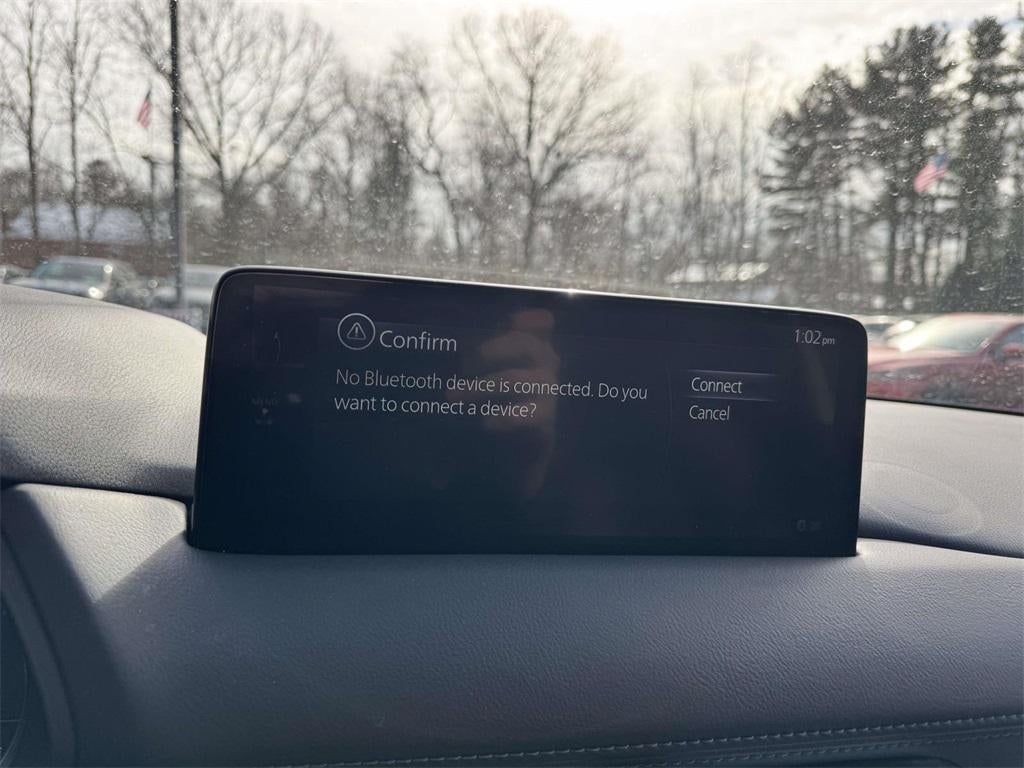 Confirm
1:02 pm
No Bluetooth device is connected. Do you
want to connect a device?
Connect
Cancel